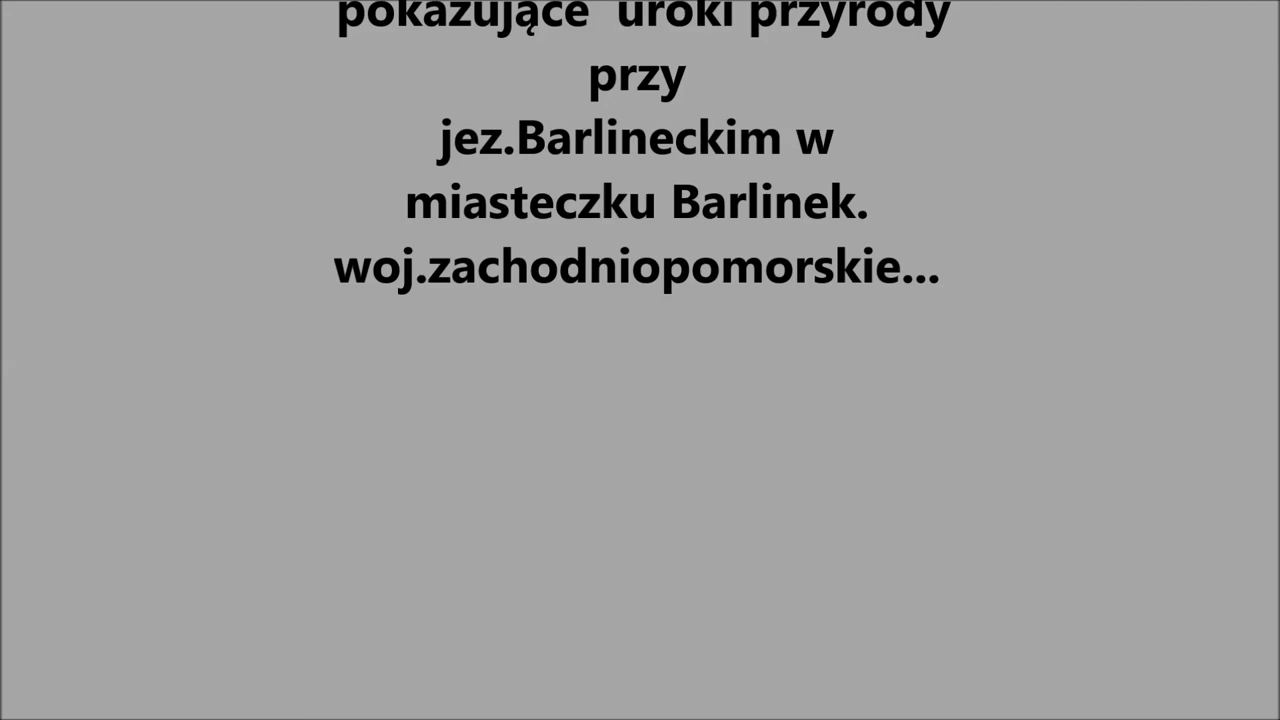 pokazujące  uroki przyrody
przy
jez.Barlineckim w
miasteczku Barlinek.
woj.zachodniopomorskie...